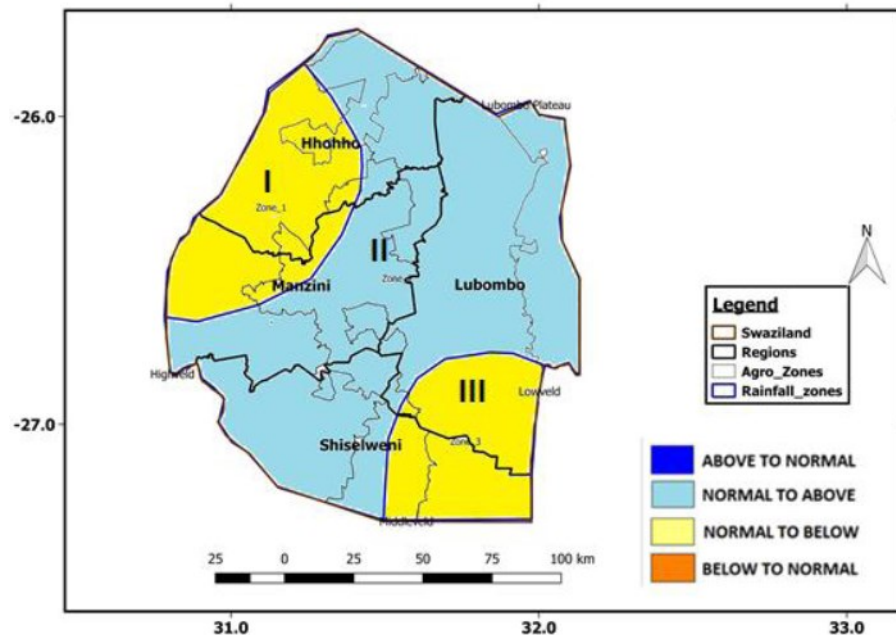 -26.0
-27.0
Lubombo Plateau
Hhohho
I
Zone_1
II
Zone_
Manzini
Lubombo
Highveld
III
Lowveld
Zone_3
Shiselweni
Middleveld
N
Legend
Swaziland
Regions
Agro_Zones
Rainfall_zones
ABOVE TO NORMAL
NORMAL TO ABOVE
NORMAL TO BELOW
BELOW TO NORMAL
25 0 25 50 75 100 km
31.0 32.0 33.0